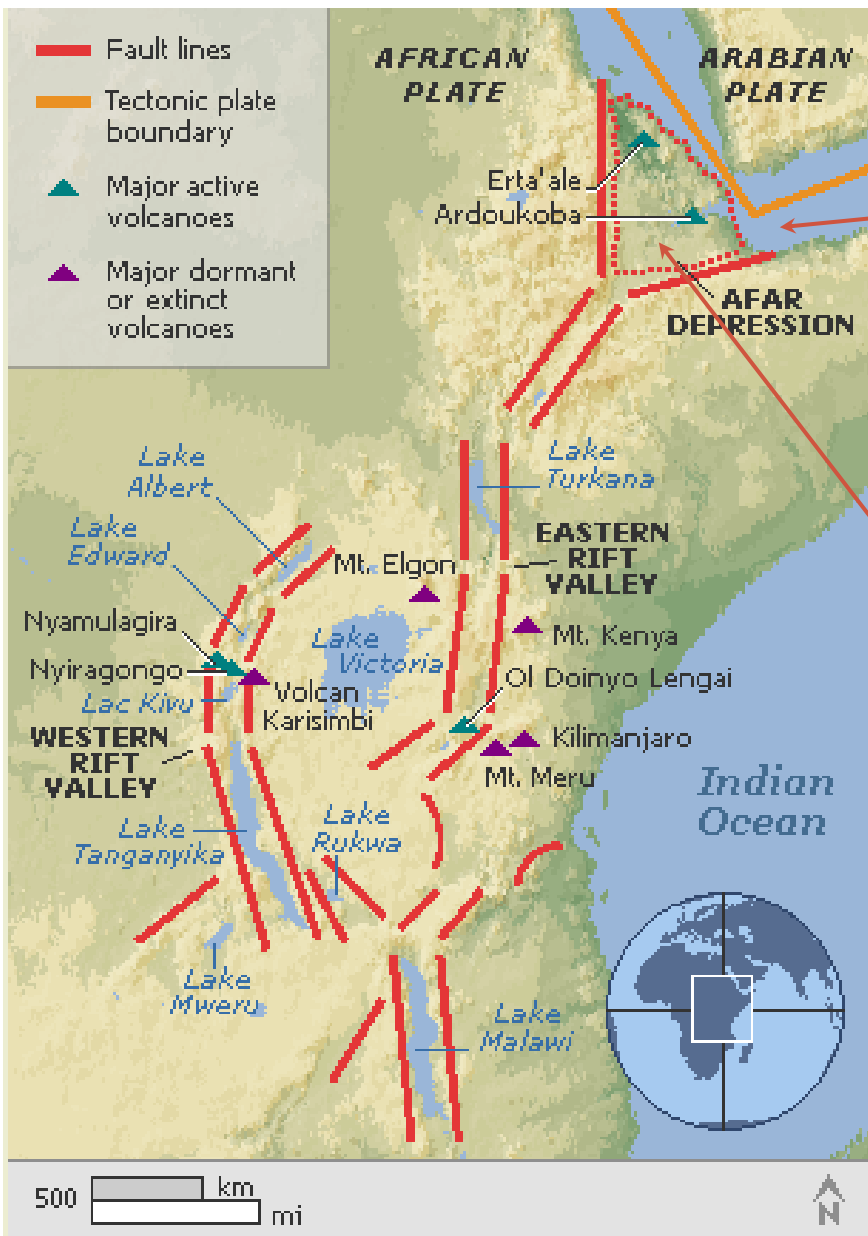 Fault lines
Tectonic plate
boundary
Major active
volcanoes
Major dormant
or extinct
volcanoes
AFRICAN
PLATE
ARABIAN
PLATE
Erta'ale
Ardoukoba
AFAR
DEPRESSION
Lake
Albert
Lake
Turkana
Lake
Edward
EASTERN
RIFT
VALLEY
Mt. Elgon
Nyamulagira
Lake
Victoria
Mt. Kenya
Nyiragongo
Ol Doinyo Lengai
Lac Kivu
Volcan
Karisimbi
WESTERN
RIFT
VALLEY
Kilimanjaro
Mt. Meru
Indian
Ocean
Lake
Tanganyika
Lake
Rukwa
Lake
Mweru
Lake
Malawi
500
km
mi
N